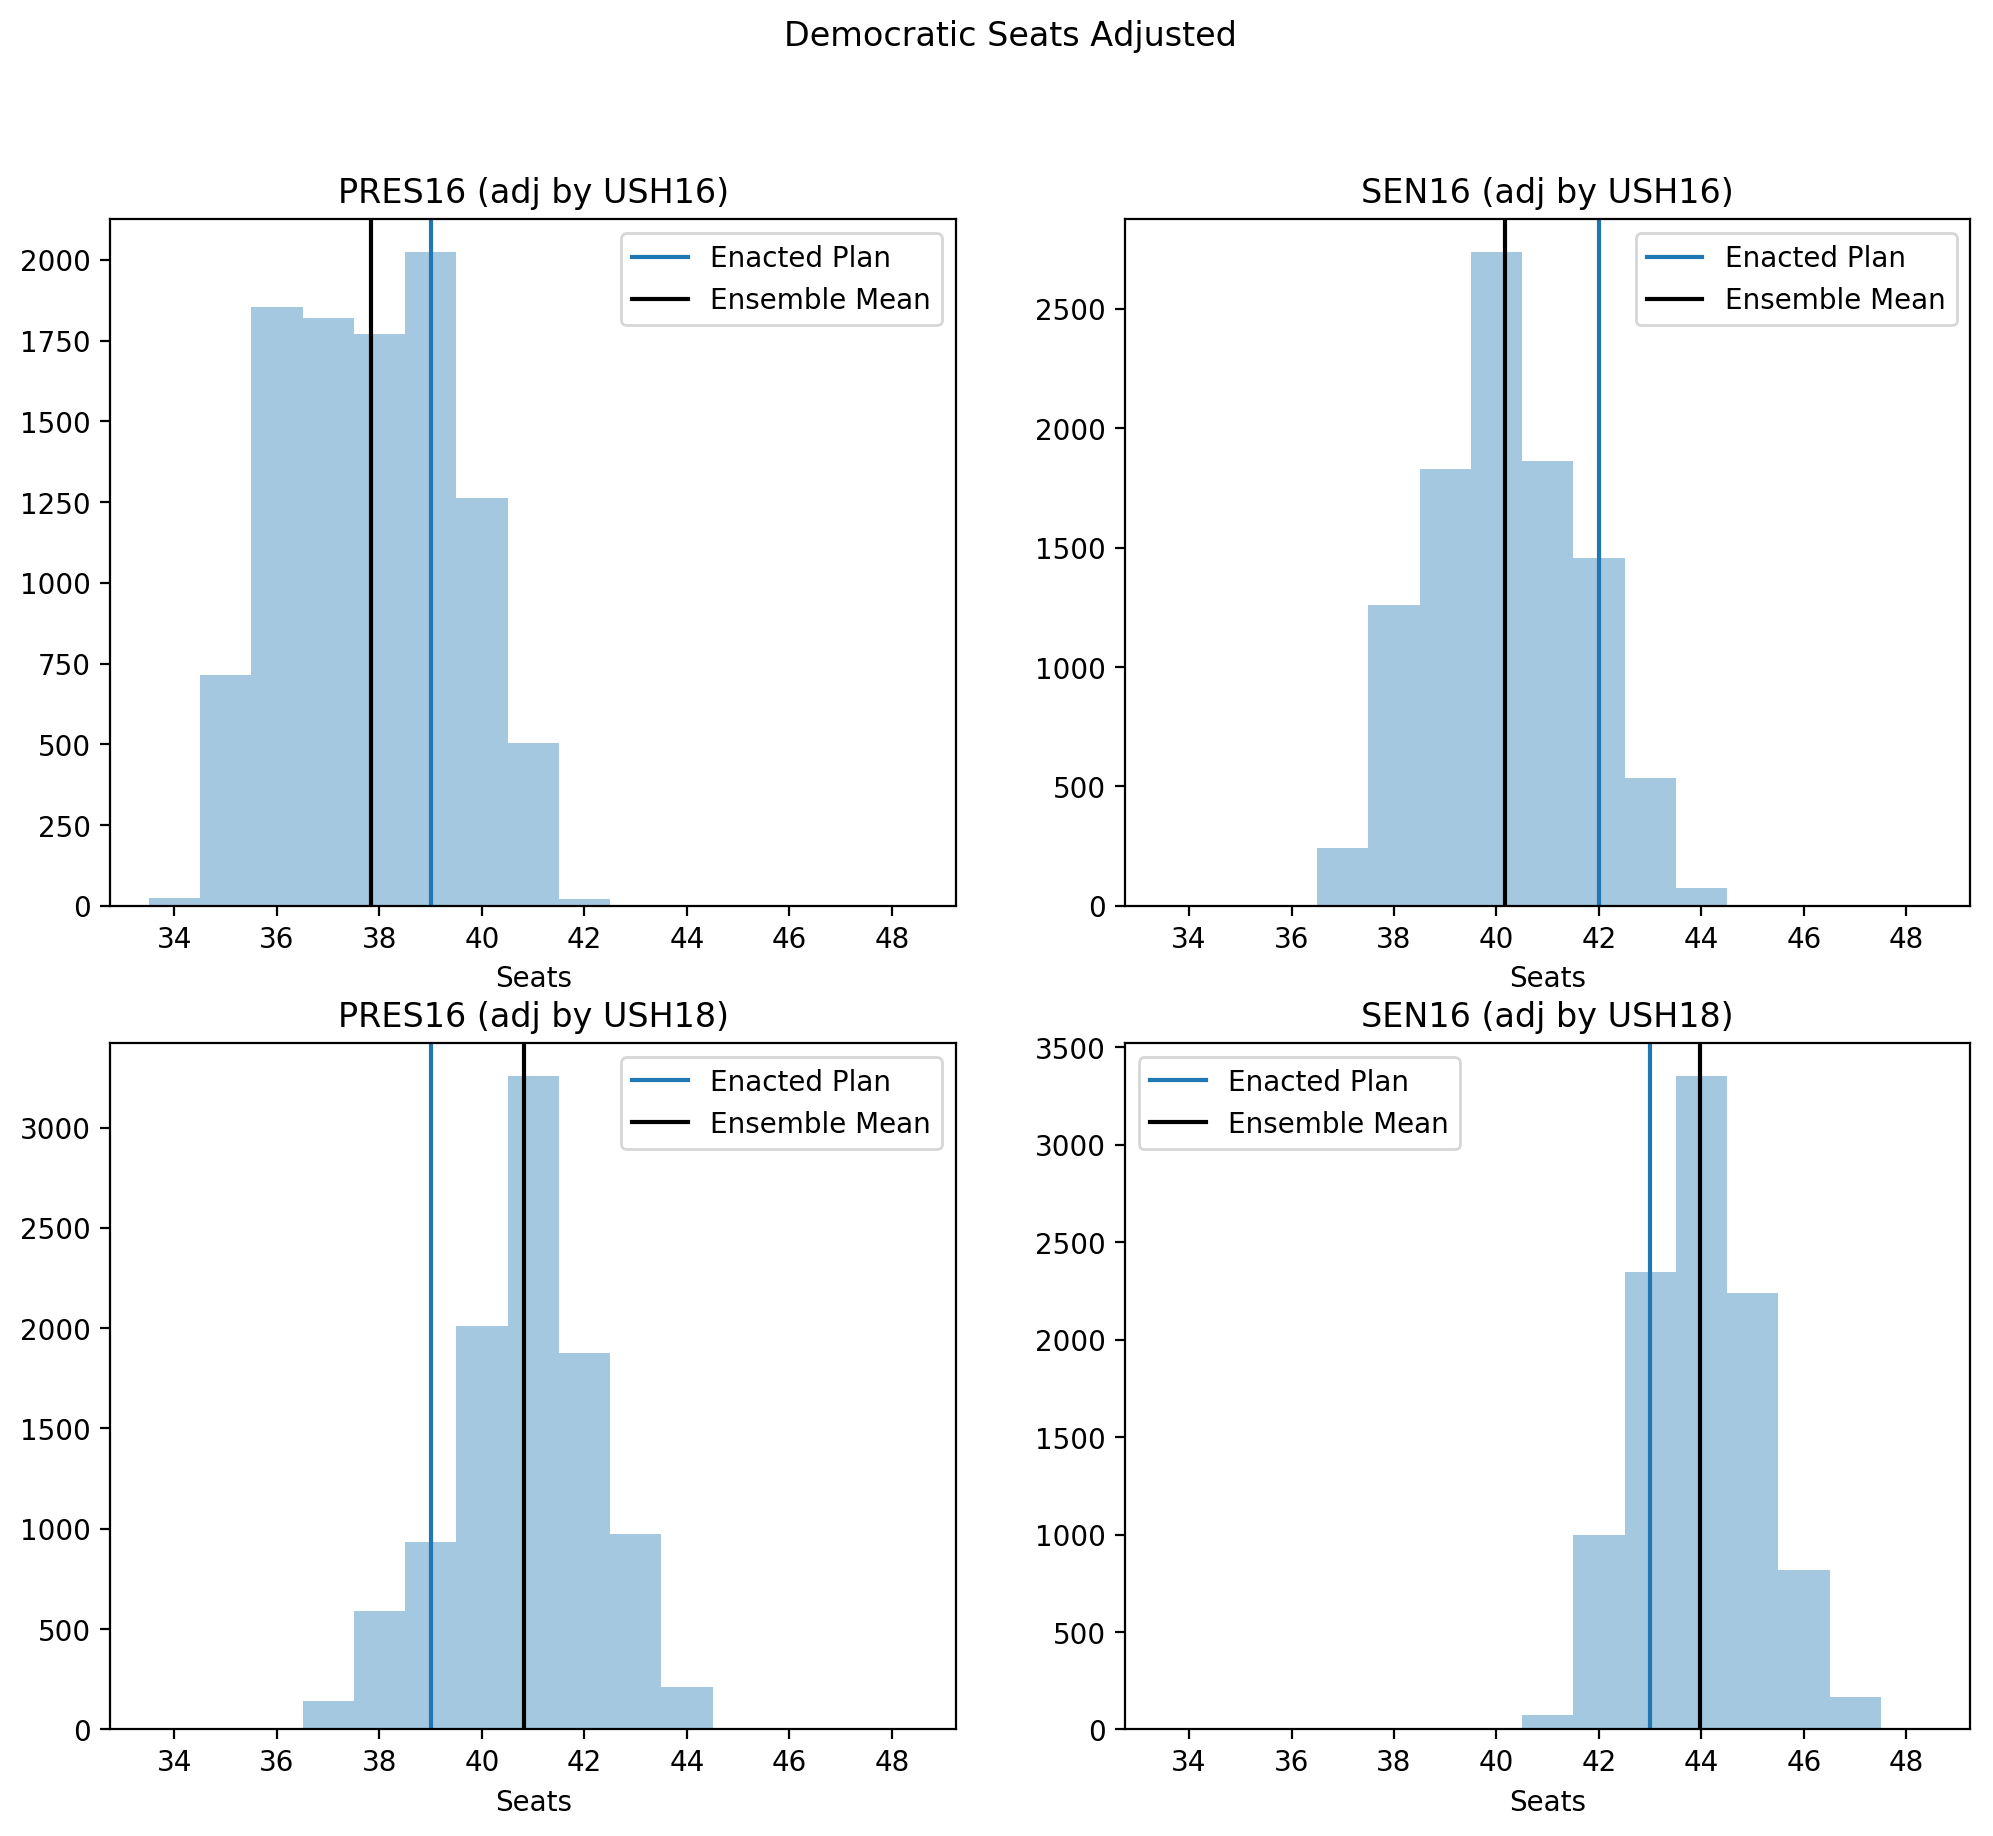 Democratic Seats Adjusted
PRES16 (adj by USH16)
Enacted Plan
Ensemble Mean
2000
1750
1500
1250
1000
750
500
250
0
34 36 38 40 42 44 46 48
Seats
SEN16 (adj by USH16)
Enacted Plan
Ensemble Mean
2500
2000
1500
1000
500
0
34 36 38 40 42 44 46 48
Seats
PRES16 (adj by USH18)
Enacted Plan
Ensemble Mean
3000
2500
2000
1500
1000
500
0
34 36 38 40 42 44 46 48
Seats
SEN16 (adj by USH18)
Enacted Plan
Ensemble Mean
3500
3000
2500
2000
1500
1000
500
0
34 36 38 40 42 44 46 48
Seats